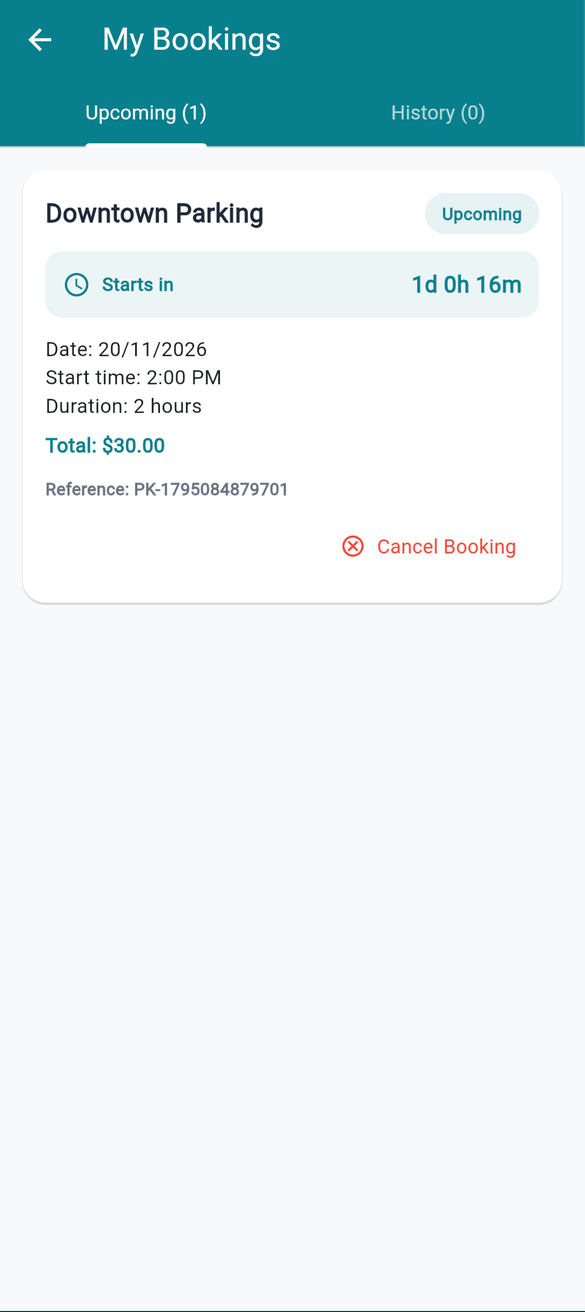 My Bookings
Upcoming (1)
History (0)
Downtown Parking
Upcoming
Starts in
1d 0h 16m
Date: 20/11/2026
Start time: 2:00 PM
Duration: 2 hours
Total: $30.00
Reference: PK-1795084879701
Cancel Booking